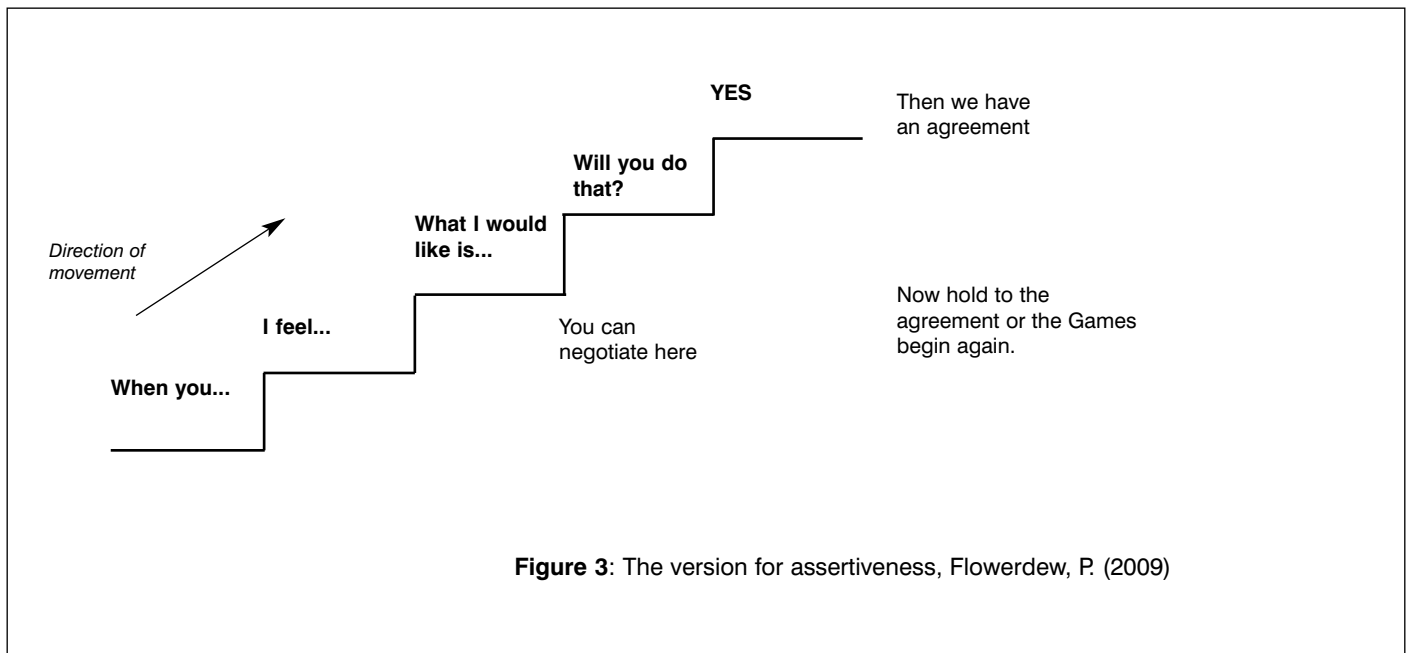 YES
Then we have
an agreement
Will you do
that?
What I would
like is...
Direction of
movement
I feel...
You can
negotiate here
Now hold to the
agreement or the Games
begin again.
When you...
Figure 3: The version for assertiveness, Flowerdew, P. (2009)